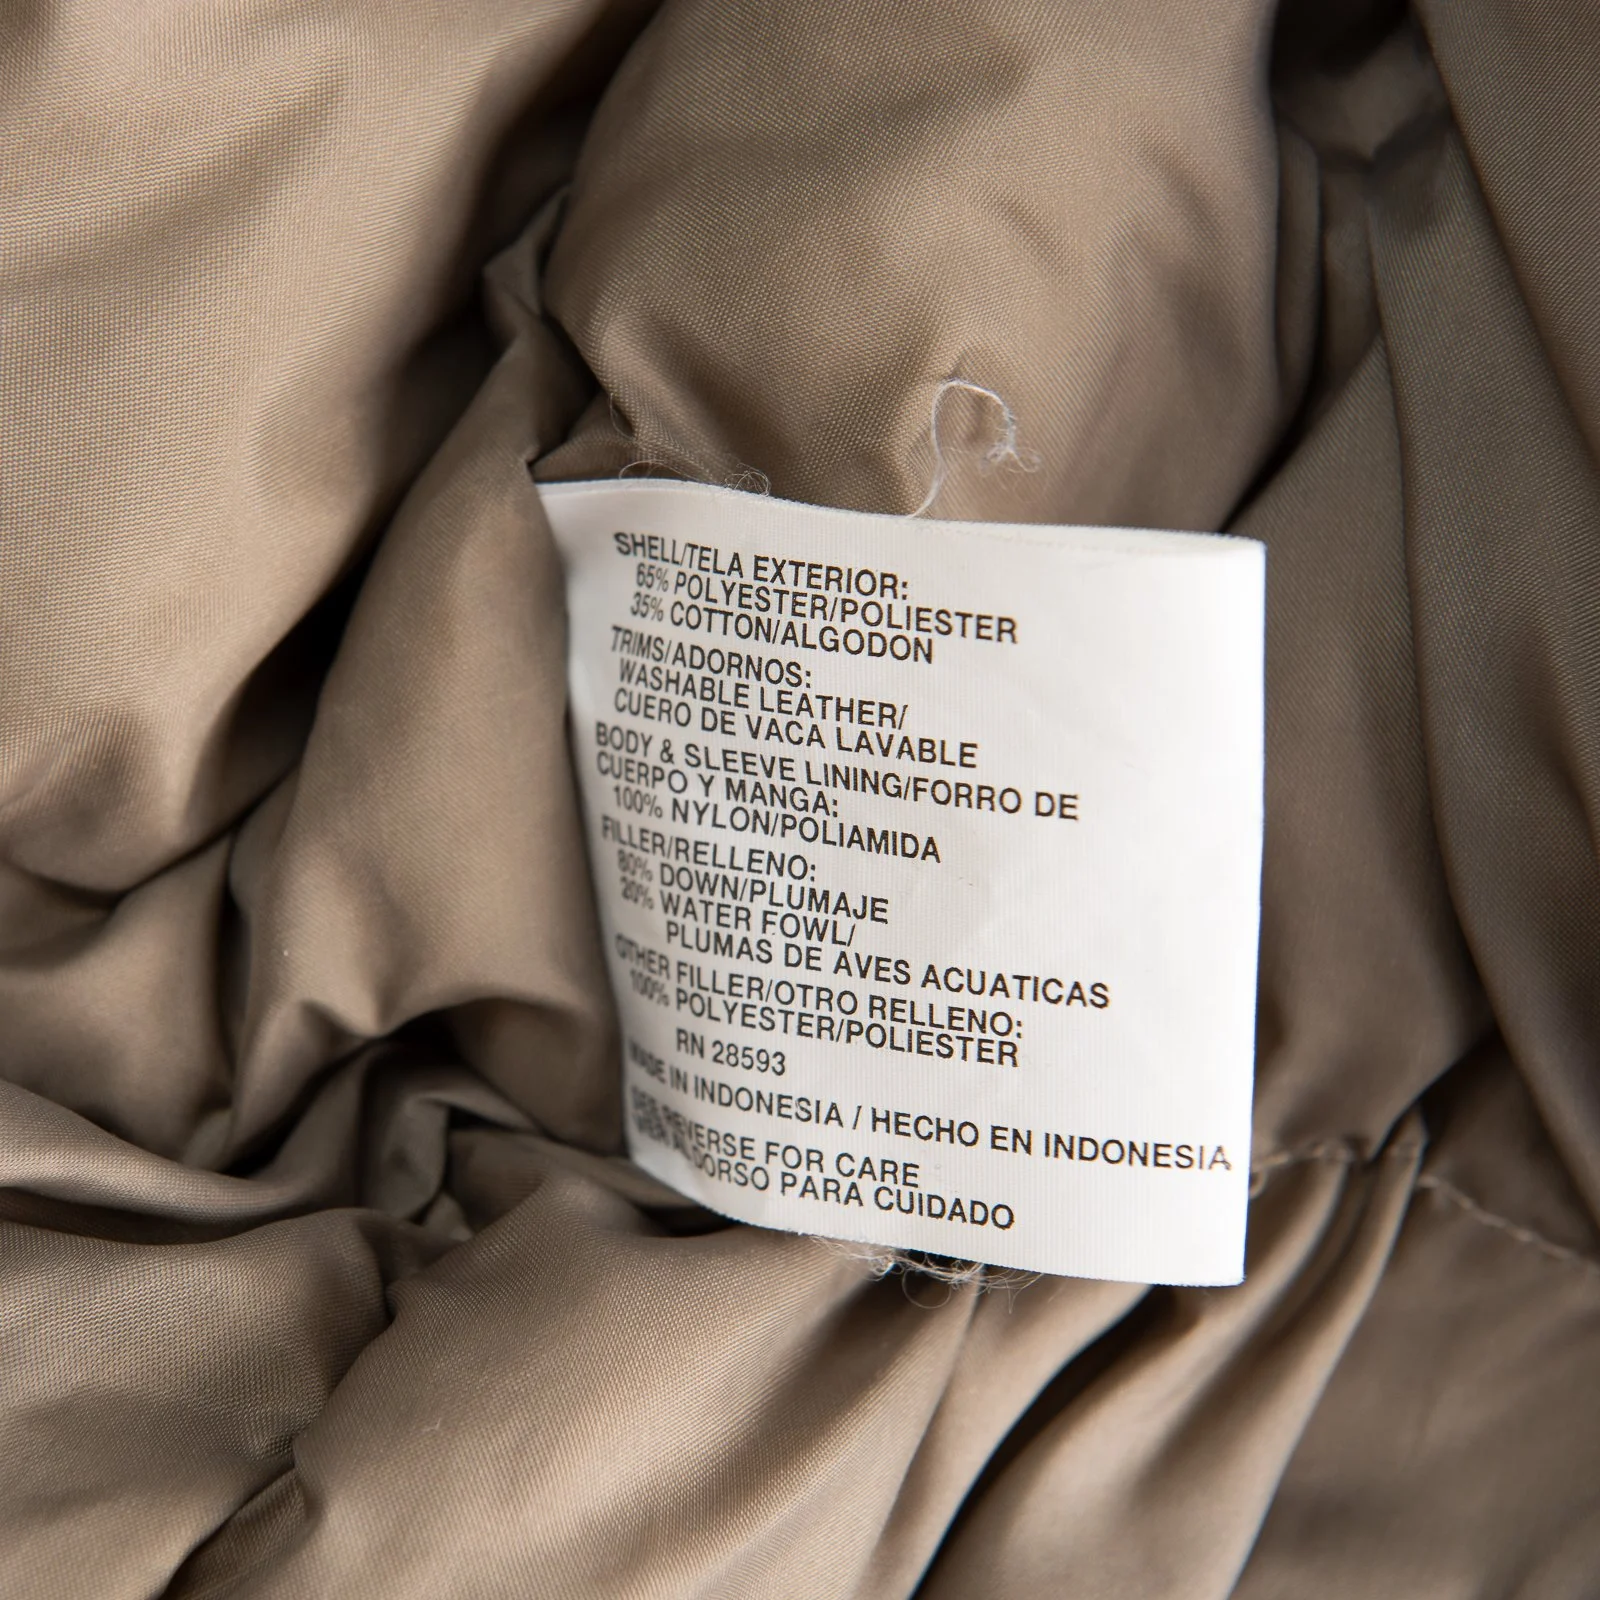 SHELL/TELA EXTERIOR:
65% POLYESTER/POLIESTER
35% COTTON/ALGODON
TRIMS/ADORNOS:
WASHABLE LEATHER/
CUERO DE VACA LAVABLE
BODY & SLEEVE LINING/FORRO DE
CUERPO Y MANGA:
100% NYLON/POLIAMIDA
FILLER/RELLENO:
80% DOWN/PLUMAJE
20% WATER FOWL/
PLUMAS DE AVES ACUATICAS
OTHER FILLER/OTRO RELLENO:
100% POLYESTER/POLIESTER
RN 28593
MADE IN INDONESIA / HECHO EN INDONESIA
SEE REVERSE FOR CARE
VER AL DORSO PARA CUIDADO